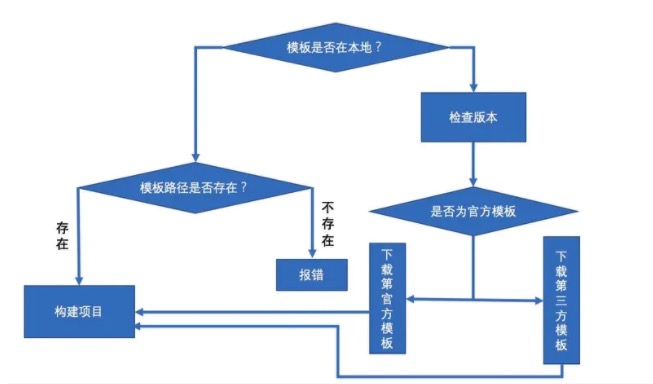 模板是否在本地？
检查版本
模板路径是否存在？
是否为官方模板
存在
不存在
报错
下载第官方模板
下载第三方模板
构建项目